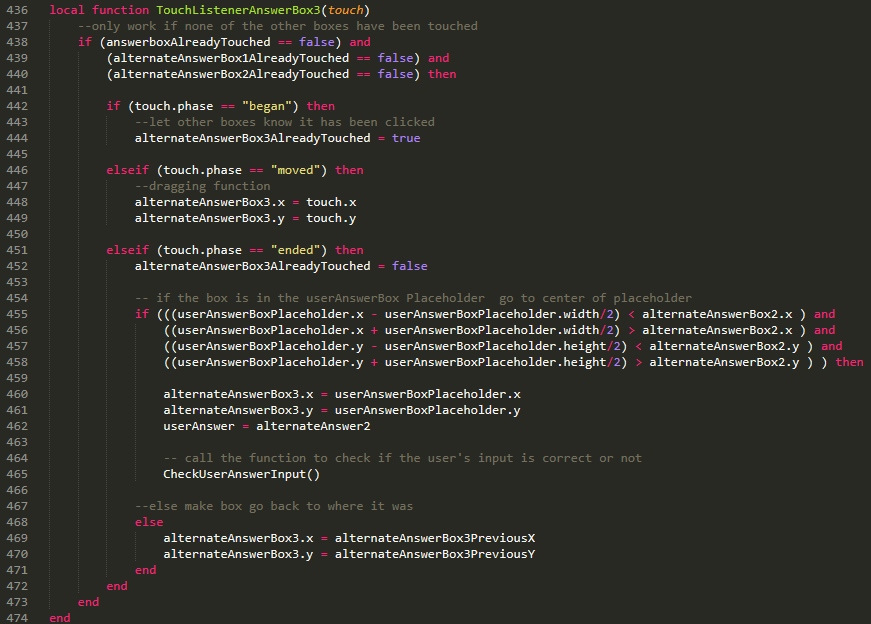 436 local function TouchListenerAnswerBox3(touch)
437 --only work if none of the other boxes have been touched
438 if (answerboxAlreadyTouched == false) and
439 (alternateAnswerBox1AlreadyTouched == false) and
440 (alternateAnswerBox2AlreadyTouched == false) then
441
442 if (touch.phase == "began") then
443 --let other boxes know it has been clicked
444 alternateAnswerBox3AlreadyTouched = true
445
446 elseif (touch.phase == "moved") then
447 --dragging function
448 alternateAnswerBox3.x = touch.x
449 alternateAnswerBox3.y = touch.y
450
451 elseif (touch.phase == "ended") then
452 alternateAnswerBox3AlreadyTouched = false
453
454 -- if the box is in the userAnswerBox Placeholder  go to center of placeholder
455 if (((userAnswerBoxPlaceholder.x - userAnswerBoxPlaceholder.width/2) < alternateAnswerBox2.x ) and
456 ((userAnswerBoxPlaceholder.x + userAnswerBoxPlaceholder.width/2) > alternateAnswerBox2.x ) and
457 ((userAnswerBoxPlaceholder.y - userAnswerBoxPlaceholder.height/2) < alternateAnswerBox2.y ) and
458 ((userAnswerBoxPlaceholder.y + userAnswerBoxPlaceholder.height/2) > alternateAnswerBox2.y ) ) then
459
460 alternateAnswerBox3.x = userAnswerBoxPlaceholder.x
461 alternateAnswerBox3.y = userAnswerBoxPlaceholder.y
462 userAnswer = alternateAnswer2
463
464 -- call the function to check if the user's input is correct or not
465 CheckUserAnswerInput()
466
467 --else make box go back to where it was
468 else
469 alternateAnswerBox3.x = alternateAnswerBox3PreviousX
470 alternateAnswerBox3.y = alternateAnswerBox3PreviousY
471 end
472 end
473 end
474 end